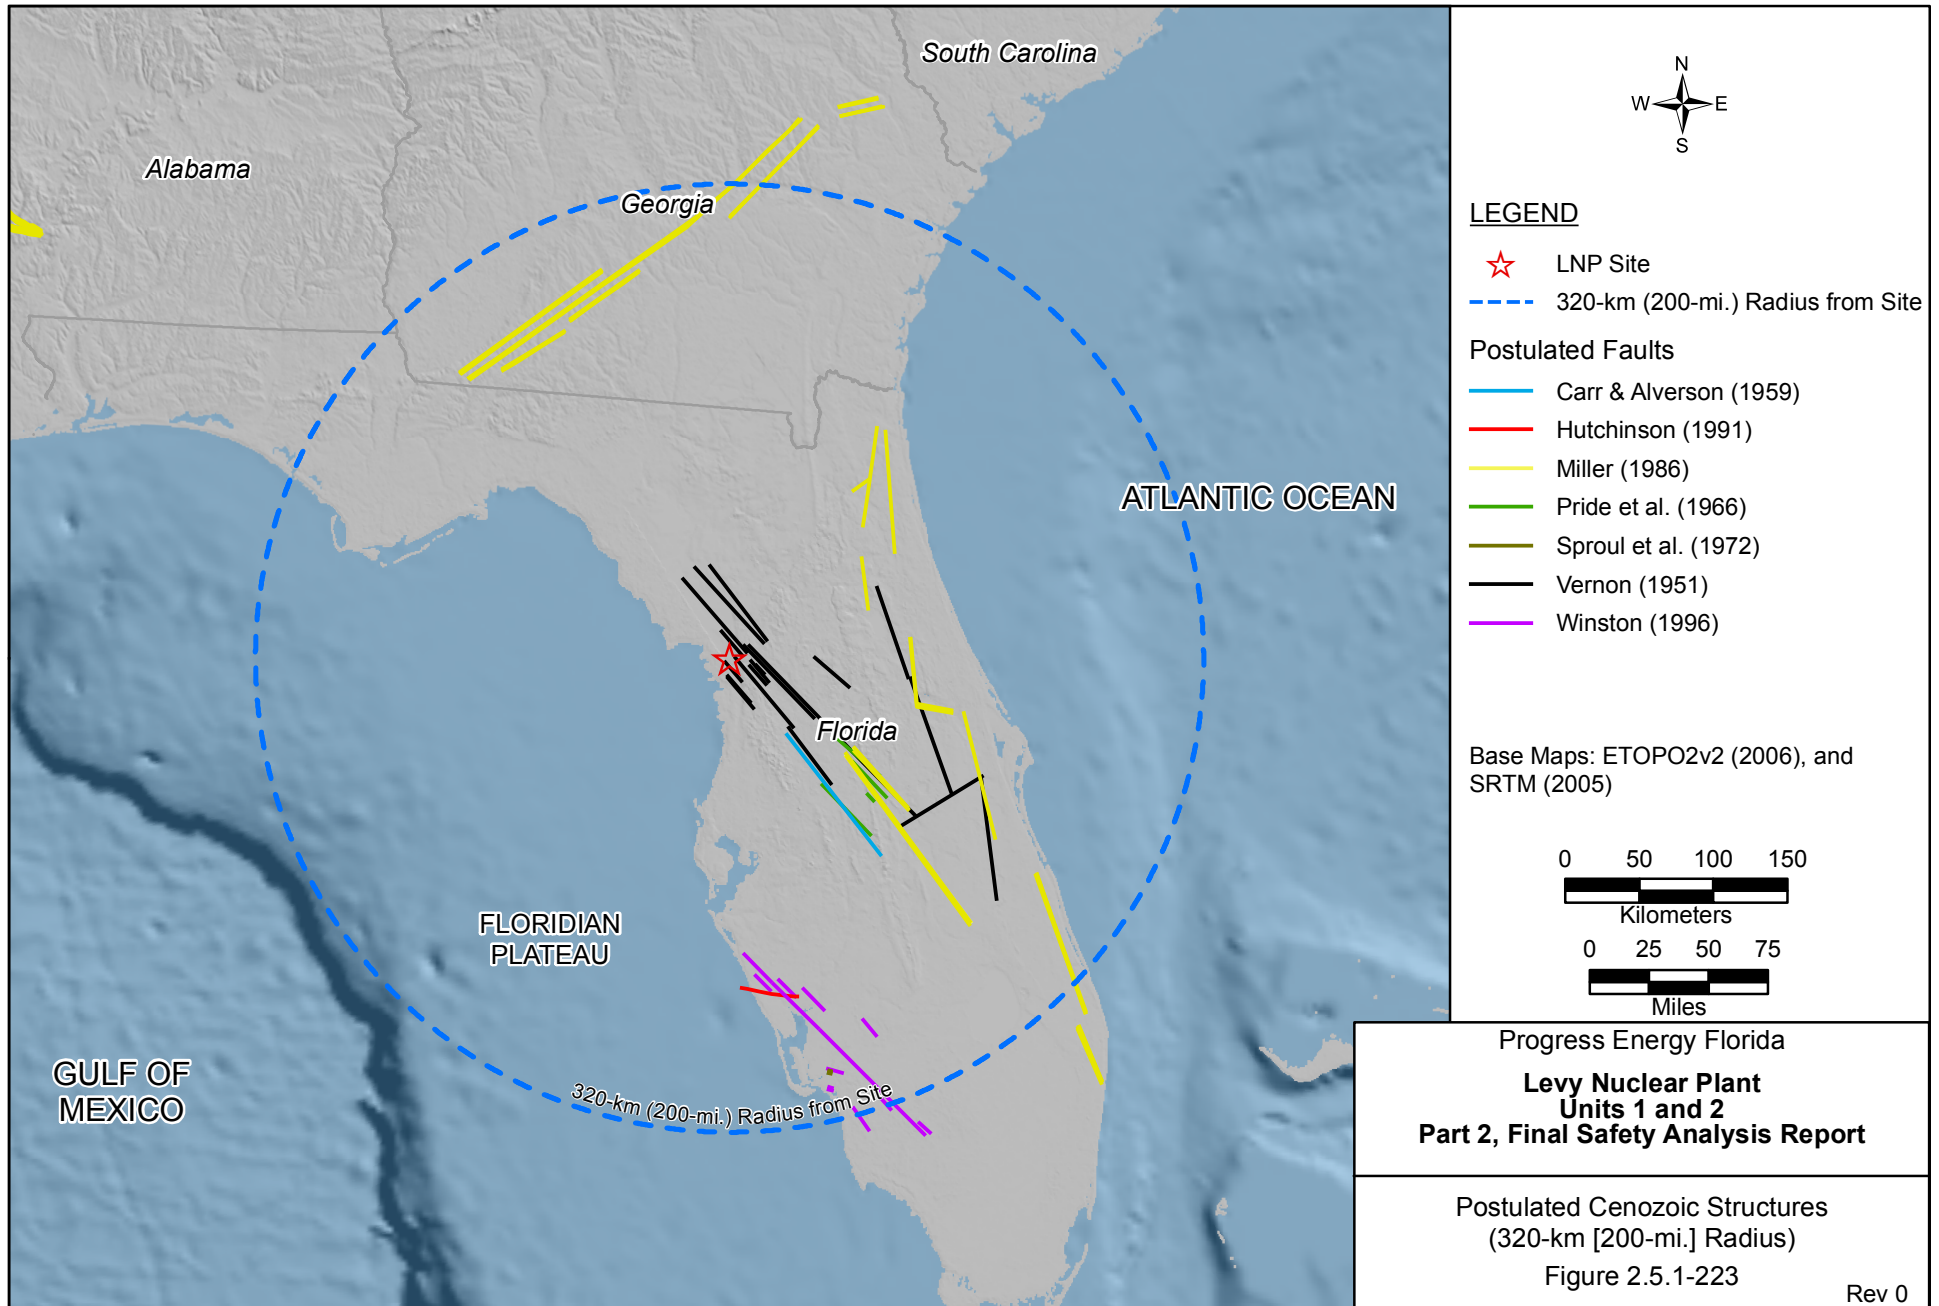 South Carolina
Alabama
Georgia
ATLANTIC OCEAN
Florida
FLORIDIAN
PLATEAU
GULF OF
MEXICO
320-km (200-mi.) Radius from Site
N
W
E
S
LEGEND
LNP Site
320-km (200-mi.) Radius from Site
Postulated Faults
Carr & Alverson (1959)
Hutchinson (1991)
Miller (1986)
Pride et al. (1966)
Sproul et al. (1972)
Vernon (1951)
Winston (1996)
Base Maps: ETOPO2v2 (2006), and
SRTM (2005)
0 50 100 150
Kilometers
0 25 50 75
Miles
Progress Energy Florida
Levy Nuclear Plant
Units 1 and 2
Part 2, Final Safety Analysis Report
Postulated Cenozoic Structures
(320-km [200-mi.] Radius)
Figure 2.5.1-223
Rev 0